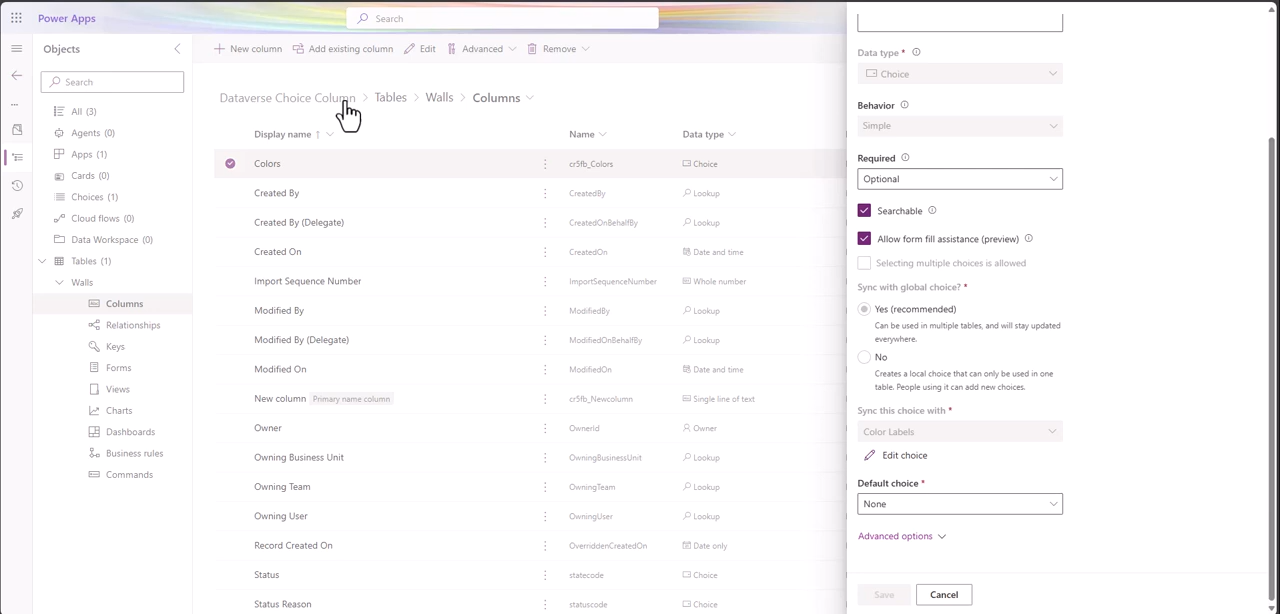 Power Apps
Search
Objects
Search
All (3)
Agents (0)
Apps (1)
Cards (0)
Choices (1)
Cloud flows (0)
Data Workspace (0)
Tables (1)
Walls
Columns
Relationships
Keys
Forms
Views
Charts
Dashboards
Business rules
Commands
New column Add existing column Edit Advanced Remove
Dataverse Choice Column > Tables > Walls > Columns
Display name ↑ Name Data type
Colors cr5fb_Colors Choice
Created By CreatedBy Lookup
Created By (Delegate) CreatedOnBehalfBy Lookup
Created On CreatedOn Date and time
Import Sequence Number ImportSequenceNumber Whole number
Modified By ModifiedBy Lookup
Modified By (Delegate) ModifiedOnBehalfBy Lookup
Modified On ModifiedOn Date and time
New column Primary name column cr5fb_Newcolumn Single line of text
Owner OwnerId Owner
Owning Business Unit OwningBusinessUnit Lookup
Owning Team OwningTeam Lookup
Owning User OwningUser Lookup
Record Created On OverriddenCreatedOn Date only
Status statecode Choice
Status Reason statuscode Choice
Data type *
Choice
Behavior
Simple
Required
Optional
Searchable
Allow form fill assistance (preview)
Selecting multiple choices is allowed
Sync with global choice? *
Yes (recommended)
Can be used in multiple tables, and will stay updated
everywhere.
No
Creates a local choice that can only be used in one
table. People using it can add new choices.
Sync this choice with *
Color Labels
Edit choice
Default choice *
None
Advanced options
Save Cancel